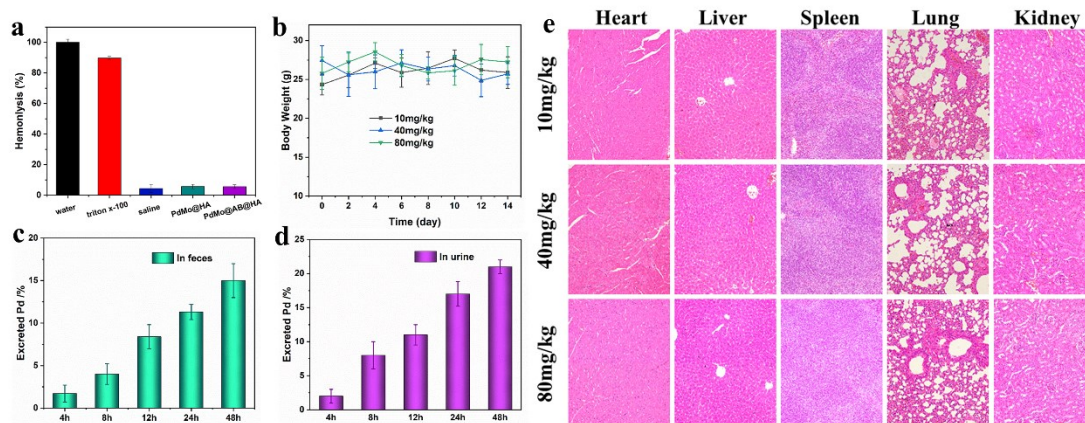 a
Hemonlysis (%)
100
80
60
40
20
0
water
triton x-100
saline
PdMo@HA
PdMo@AB@HA
b
Body Weight (g)
30
25
20
15
10
5
0
10mg/kg
40mg/kg
80mg/kg
0 2 4 6 8 10 12 14
Time (day)
c
In feces
Excreted Pd /%
20
15
10
5
0
4h 8h 12h 24h 48h
d
In urine
Excreted Pd /%
25
20
15
10
5
0
4h 8h 12h 24h 48h
e
Heart Liver Spleen Lung Kidney
10mg/kg
40mg/kg
80mg/kg